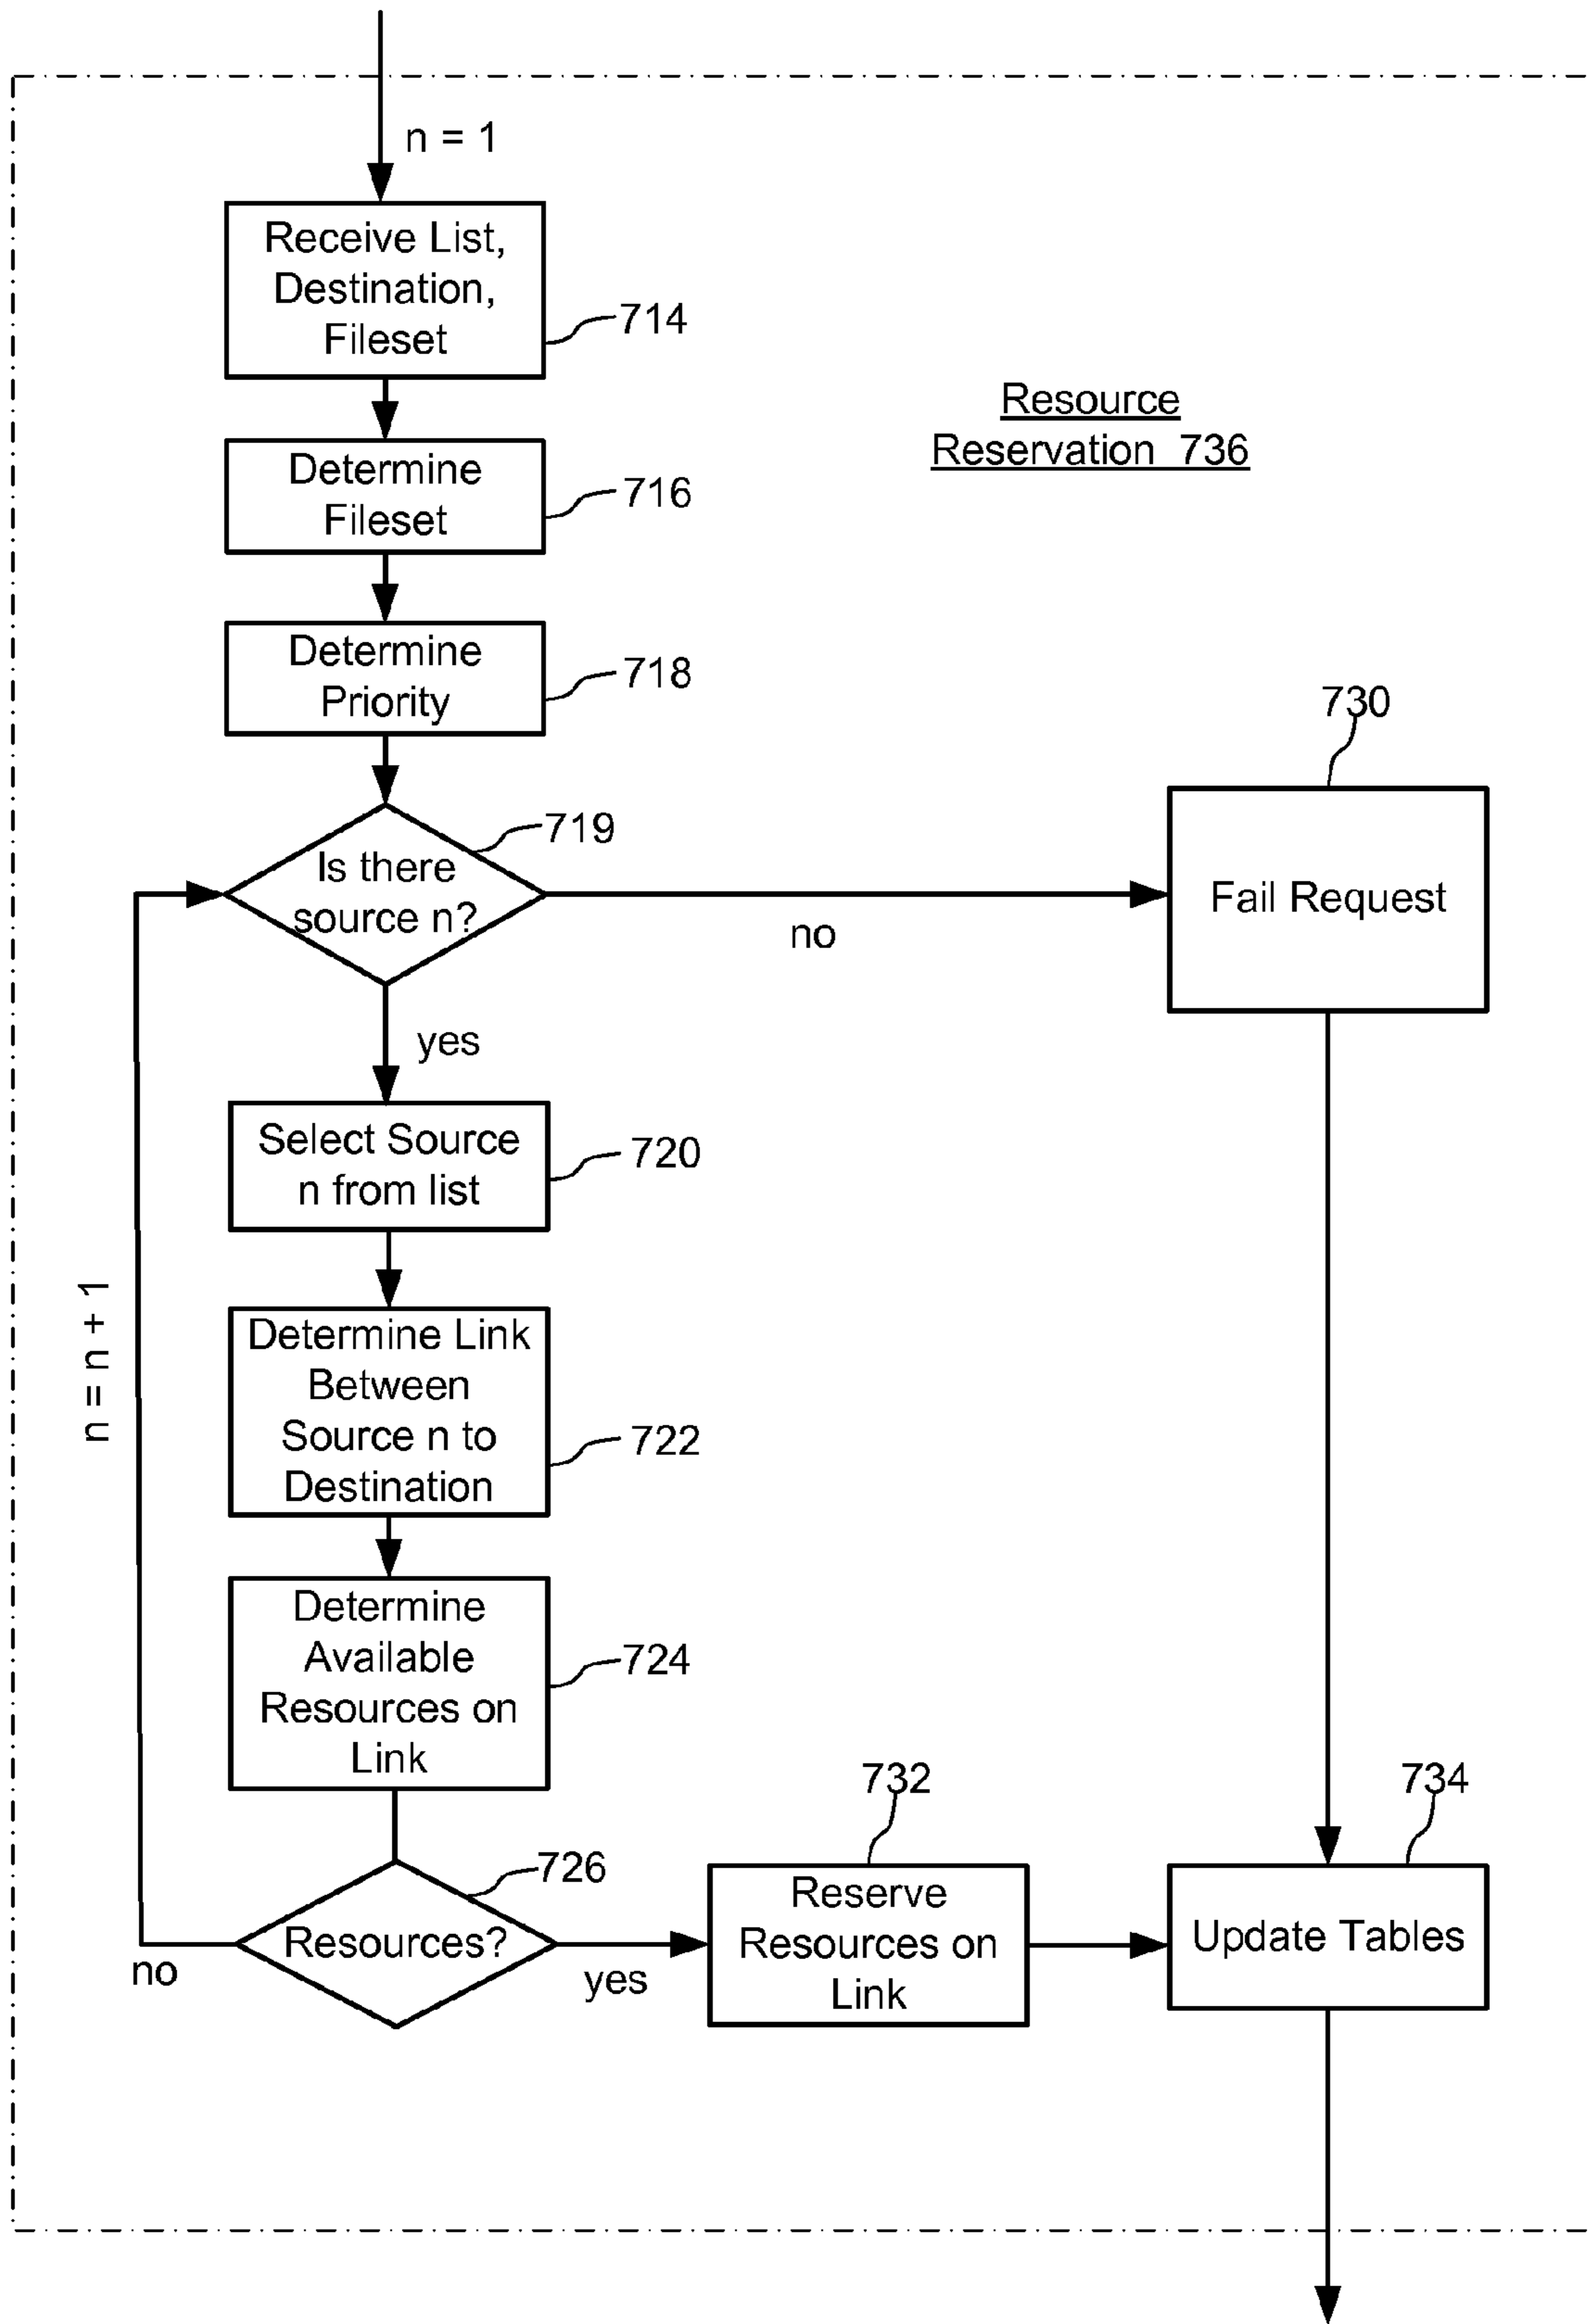 n = 1
Receive List,
Destination,
Fileset
714
Resource
Reservation 736
Determine
Fileset
716
Determine
Priority
718
730
719
Is there
source n?
no
Fail Request
yes
Select Source
n from list
720
n = n + 1
Determine Link
Between
Source n to
Destination
722
Determine
Available
Resources on
Link
724
732
734
726
Resources?
no
yes
Reserve
Resources on
Link
Update Tables